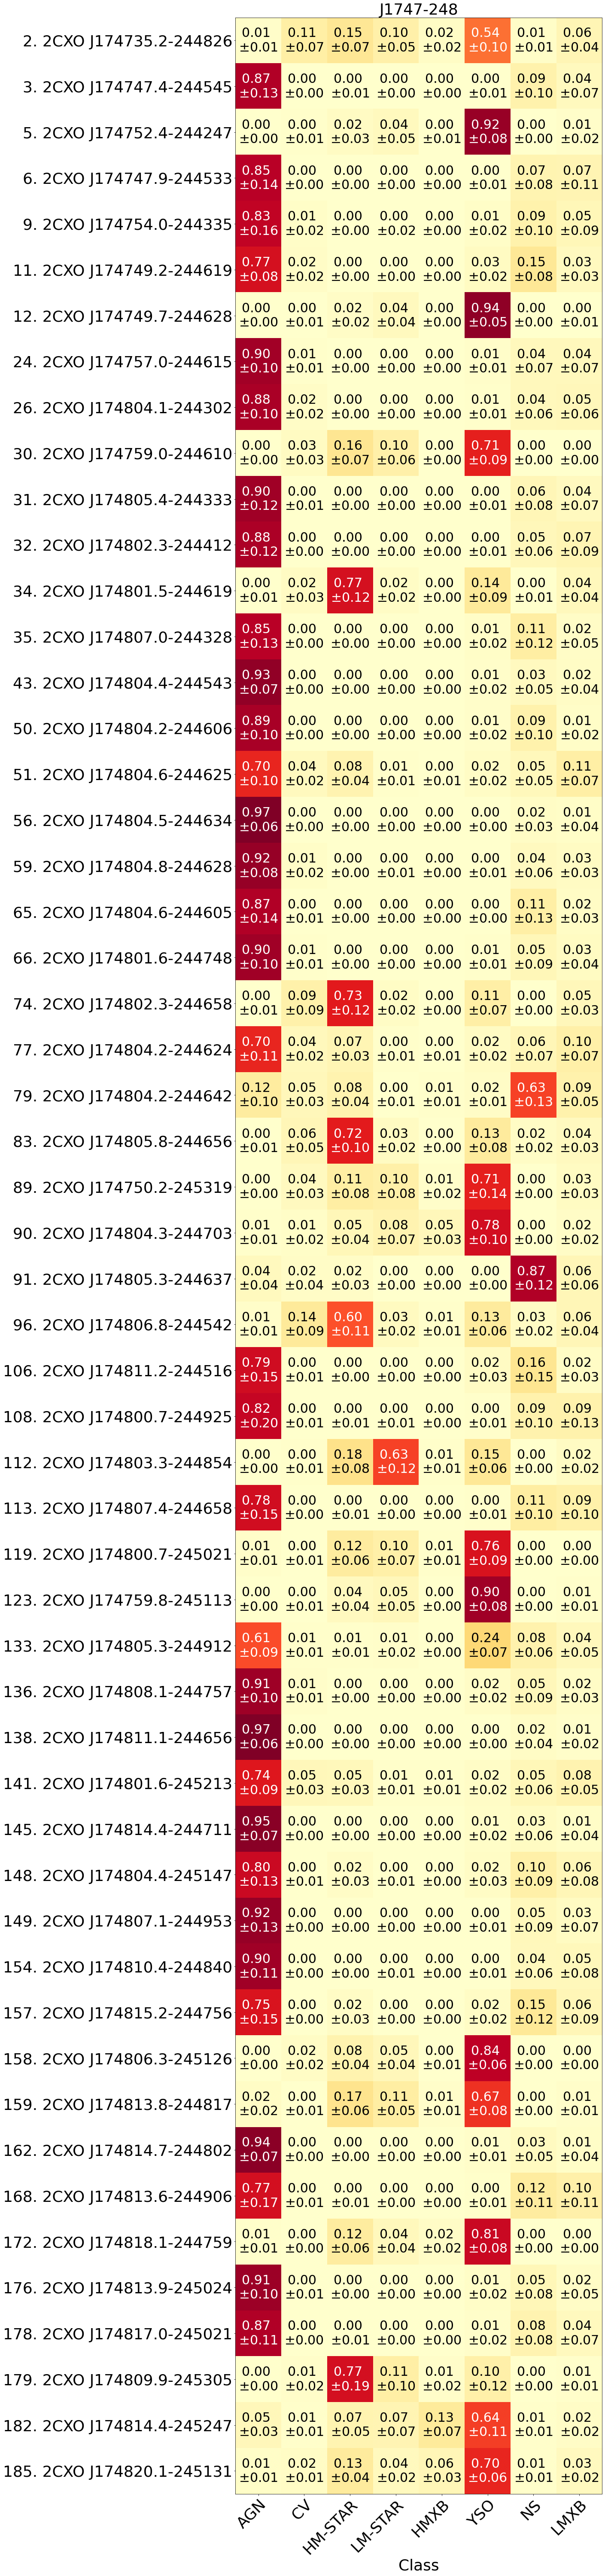 J1747-248
2. 2CXO J174735.2-244826 0.01 0.11 0.15 0.10 0.02 0.54 0.01 0.06
±0.01 ±0.07 ±0.07 ±0.05 ±0.02 ±0.10 ±0.01 ±0.04
3. 2CXO J174747.4-244545 0.87 0.00 0.00 0.00 0.00 0.00 0.09 0.04
±0.13 ±0.00 ±0.01 ±0.00 ±0.00 ±0.01 ±0.10 ±0.07
5. 2CXO J174752.4-244247 0.00 0.00 0.02 0.04 0.00 0.92 0.00 0.01
±0.00 ±0.01 ±0.03 ±0.05 ±0.01 ±0.08 ±0.00 ±0.02
6. 2CXO J174747.9-244533 0.85 0.00 0.00 0.00 0.00 0.00 0.07 0.07
±0.14 ±0.00 ±0.00 ±0.00 ±0.00 ±0.01 ±0.08 ±0.11
9. 2CXO J174754.0-244335 0.83 0.01 0.00 0.00 0.00 0.01 0.09 0.05
±0.16 ±0.02 ±0.00 ±0.02 ±0.00 ±0.02 ±0.10 ±0.09
11. 2CXO J174749.2-244619 0.77 0.02 0.00 0.00 0.00 0.03 0.15 0.03
±0.08 ±0.02 ±0.00 ±0.00 ±0.00 ±0.02 ±0.08 ±0.03
12. 2CXO J174749.7-244628 0.00 0.00 0.02 0.04 0.00 0.94 0.00 0.00
±0.00 ±0.01 ±0.02 ±0.04 ±0.00 ±0.05 ±0.00 ±0.01
24. 2CXO J174757.0-244615 0.90 0.01 0.00 0.00 0.00 0.01 0.04 0.04
±0.10 ±0.01 ±0.00 ±0.00 ±0.00 ±0.01 ±0.07 ±0.07
26. 2CXO J174804.1-244302 0.88 0.02 0.00 0.00 0.00 0.01 0.04 0.05
±0.10 ±0.02 ±0.00 ±0.00 ±0.00 ±0.01 ±0.06 ±0.06
30. 2CXO J174759.0-244610 0.00 0.03 0.16 0.10 0.00 0.71 0.00 0.00
±0.00 ±0.03 ±0.07 ±0.06 ±0.00 ±0.09 ±0.00 ±0.00
31. 2CXO J174805.4-244333 0.90 0.00 0.00 0.00 0.00 0.00 0.06 0.04
±0.12 ±0.01 ±0.00 ±0.00 ±0.00 ±0.01 ±0.08 ±0.07
32. 2CXO J174802.3-244412 0.88 0.00 0.00 0.00 0.00 0.00 0.05 0.07
±0.12 ±0.00 ±0.00 ±0.00 ±0.00 ±0.01 ±0.06 ±0.09
34. 2CXO J174801.5-244619 0.00 0.02 0.77 0.02 0.00 0.14 0.00 0.04
±0.01 ±0.03 ±0.12 ±0.02 ±0.00 ±0.09 ±0.01 ±0.04
35. 2CXO J174807.0-244328 0.85 0.00 0.00 0.00 0.00 0.01 0.11 0.02
±0.13 ±0.00 ±0.00 ±0.00 ±0.00 ±0.02 ±0.12 ±0.05
43. 2CXO J174804.4-244543 0.93 0.00 0.00 0.00 0.00 0.01 0.03 0.02
±0.07 ±0.00 ±0.00 ±0.00 ±0.00 ±0.02 ±0.05 ±0.04
50. 2CXO J174804.2-244606 0.89 0.00 0.00 0.00 0.00 0.01 0.09 0.01
±0.10 ±0.00 ±0.00 ±0.00 ±0.00 ±0.02 ±0.10 ±0.02
51. 2CXO J174804.6-244625 0.70 0.04 0.08 0.01 0.00 0.02 0.05 0.11
±0.10 ±0.02 ±0.04 ±0.01 ±0.01 ±0.02 ±0.05 ±0.07
56. 2CXO J174804.5-244634 0.97 0.00 0.00 0.00 0.00 0.00 0.02 0.01
±0.06 ±0.00 ±0.00 ±0.00 ±0.00 ±0.01 ±0.03 ±0.04
59. 2CXO J174804.8-244628 0.92 0.01 0.00 0.00 0.00 0.00 0.04 0.03
±0.08 ±0.02 ±0.01 ±0.00 ±0.00 ±0.01 ±0.06 ±0.03
65. 2CXO J174804.6-244605 0.87 0.00 0.00 0.00 0.00 0.00 0.11 0.02
±0.14 ±0.01 ±0.00 ±0.00 ±0.00 ±0.00 ±0.13 ±0.03
66. 2CXO J174801.6-244748 0.90 0.01 0.00 0.00 0.00 0.01 0.05 0.03
±0.10 ±0.01 ±0.00 ±0.00 ±0.00 ±0.01 ±0.09 ±0.04
74. 2CXO J174802.3-244658 0.00 0.09 0.73 0.02 0.00 0.11 0.00 0.05
±0.01 ±0.09 ±0.12 ±0.02 ±0.00 ±0.07 ±0.00 ±0.03
77. 2CXO J174804.2-244624 0.70 0.04 0.07 0.00 0.00 0.02 0.06 0.10
±0.11 ±0.02 ±0.03 ±0.01 ±0.00 ±0.02 ±0.07 ±0.07
79. 2CXO J174804.2-244642 0.12 0.05 0.08 0.00 0.01 0.02 0.63 0.09
±0.10 ±0.03 ±0.04 ±0.01 ±0.01 ±0.01 ±0.13 ±0.05
83. 2CXO J174805.8-244656 0.00 0.06 0.72 0.03 0.00 0.13 0.02 0.04
±0.01 ±0.05 ±0.10 ±0.02 ±0.00 ±0.08 ±0.02 ±0.03
89. 2CXO J174750.2-245319 0.00 0.04 0.11 0.10 0.01 0.71 0.00 0.03
±0.00 ±0.03 ±0.08 ±0.08 ±0.02 ±0.14 ±0.00 ±0.03
90. 2CXO J174804.3-244703 0.01 0.01 0.05 0.08 0.05 0.78 0.00 0.02
±0.01 ±0.02 ±0.04 ±0.07 ±0.03 ±0.10 ±0.00 ±0.02
91. 2CXO J174805.3-244637 0.04 0.02 0.02 0.00 0.00 0.00 0.87 0.06
±0.04 ±0.04 ±0.03 ±0.00 ±0.00 ±0.00 ±0.12 ±0.06
96. 2CXO J174806.8-244542 0.01 0.14 0.60 0.03 0.01 0.13 0.03 0.06
±0.01 ±0.09 ±0.11 ±0.02 ±0.01 ±0.06 ±0.02 ±0.04
106. 2CXO J174811.2-244516 0.79 0.00 0.00 0.00 0.00 0.02 0.16 0.02
±0.15 ±0.01 ±0.00 ±0.00 ±0.00 ±0.03 ±0.15 ±0.03
108. 2CXO J174800.7-244925 0.82 0.00 0.00 0.00 0.00 0.00 0.09 0.09
±0.20 ±0.01 ±0.01 ±0.01 ±0.00 ±0.01 ±0.10 ±0.13
112. 2CXO J174803.3-244854 0.00 0.00 0.18 0.63 0.01 0.15 0.00 0.02
±0.00 ±0.01 ±0.08 ±0.12 ±0.01 ±0.06 ±0.00 ±0.02
113. 2CXO J174807.4-244658 0.78 0.00 0.00 0.00 0.00 0.00 0.11 0.09
±0.15 ±0.00 ±0.01 ±0.00 ±0.00 ±0.01 ±0.10 ±0.10
119. 2CXO J174800.7-245021 0.01 0.00 0.12 0.10 0.01 0.76 0.00 0.00
±0.01 ±0.01 ±0.06 ±0.07 ±0.01 ±0.09 ±0.00 ±0.00
123. 2CXO J174759.8-245113 0.00 0.00 0.04 0.05 0.00 0.90 0.00 0.01
±0.00 ±0.01 ±0.04 ±0.05 ±0.00 ±0.08 ±0.00 ±0.01
133. 2CXO J174805.3-244912 0.61 0.01 0.01 0.01 0.00 0.24 0.08 0.04
±0.09 ±0.01 ±0.01 ±0.02 ±0.00 ±0.07 ±0.06 ±0.05
136. 2CXO J174808.1-244757 0.91 0.01 0.00 0.00 0.00 0.02 0.05 0.02
±0.10 ±0.01 ±0.00 ±0.00 ±0.00 ±0.02 ±0.09 ±0.03
138. 2CXO J174811.1-244656 0.97 0.00 0.00 0.00 0.00 0.00 0.02 0.01
±0.06 ±0.00 ±0.00 ±0.00 ±0.00 ±0.00 ±0.04 ±0.02
141. 2CXO J174801.6-245213 0.74 0.05 0.05 0.01 0.01 0.02 0.05 0.08
±0.09 ±0.03 ±0.03 ±0.01 ±0.01 ±0.02 ±0.06 ±0.05
145. 2CXO J174814.4-244711 0.95 0.00 0.00 0.00 0.00 0.01 0.03 0.01
±0.07 ±0.00 ±0.00 ±0.00 ±0.00 ±0.02 ±0.06 ±0.04
148. 2CXO J174804.4-245147 0.80 0.00 0.02 0.00 0.00 0.02 0.10 0.06
±0.13 ±0.01 ±0.03 ±0.01 ±0.00 ±0.03 ±0.09 ±0.08
149. 2CXO J174807.1-244953 0.92 0.00 0.00 0.00 0.00 0.00 0.05 0.03
±0.13 ±0.00 ±0.00 ±0.00 ±0.00 ±0.01 ±0.09 ±0.07
154. 2CXO J174810.4-244840 0.90 0.00 0.00 0.00 0.00 0.00 0.04 0.05
±0.11 ±0.00 ±0.00 ±0.01 ±0.00 ±0.01 ±0.06 ±0.08
157. 2CXO J174815.2-244756 0.75 0.00 0.02 0.00 0.00 0.02 0.15 0.06
±0.15 ±0.00 ±0.03 ±0.00 ±0.00 ±0.02 ±0.12 ±0.09
158. 2CXO J174806.3-245126 0.00 0.02 0.08 0.05 0.00 0.84 0.00 0.00
±0.00 ±0.02 ±0.04 ±0.04 ±0.01 ±0.06 ±0.00 ±0.00
159. 2CXO J174813.8-244817 0.02 0.00 0.17 0.11 0.01 0.67 0.00 0.01
±0.02 ±0.01 ±0.06 ±0.05 ±0.01 ±0.08 ±0.00 ±0.01
162. 2CXO J174814.7-244802 0.94 0.00 0.00 0.00 0.00 0.01 0.03 0.01
±0.07 ±0.00 ±0.00 ±0.00 ±0.00 ±0.01 ±0.05 ±0.04
168. 2CXO J174813.6-244906 0.77 0.00 0.00 0.00 0.00 0.00 0.12 0.10
±0.17 ±0.01 ±0.01 ±0.00 ±0.00 ±0.01 ±0.11 ±0.11
172. 2CXO J174818.1-244759 0.01 0.00 0.12 0.04 0.02 0.81 0.00 0.00
±0.01 ±0.00 ±0.06 ±0.04 ±0.02 ±0.08 ±0.00 ±0.00
176. 2CXO J174813.9-245024 0.91 0.00 0.00 0.00 0.00 0.01 0.05 0.02
±0.10 ±0.01 ±0.00 ±0.00 ±0.00 ±0.02 ±0.08 ±0.05
178. 2CXO J174817.0-245021 0.87 0.00 0.00 0.00 0.00 0.01 0.08 0.04
±0.11 ±0.00 ±0.01 ±0.00 ±0.00 ±0.02 ±0.08 ±0.07
179. 2CXO J174809.9-245305 0.00 0.01 0.77 0.11 0.01 0.10 0.00 0.01
±0.00 ±0.02 ±0.19 ±0.10 ±0.02 ±0.12 ±0.00 ±0.01
182. 2CXO J174814.4-245247 0.05 0.01 0.07 0.07 0.13 0.64 0.01 0.02
±0.03 ±0.01 ±0.05 ±0.07 ±0.07 ±0.11 ±0.01 ±0.02
185. 2CXO J174820.1-245131 0.01 0.02 0.13 0.04 0.06 0.70 0.01 0.03
±0.01 ±0.01 ±0.04 ±0.02 ±0.03 ±0.06 ±0.01 ±0.02
AGN CV HM-STAR LM-STAR HMXB YSO NS LMXB
Class